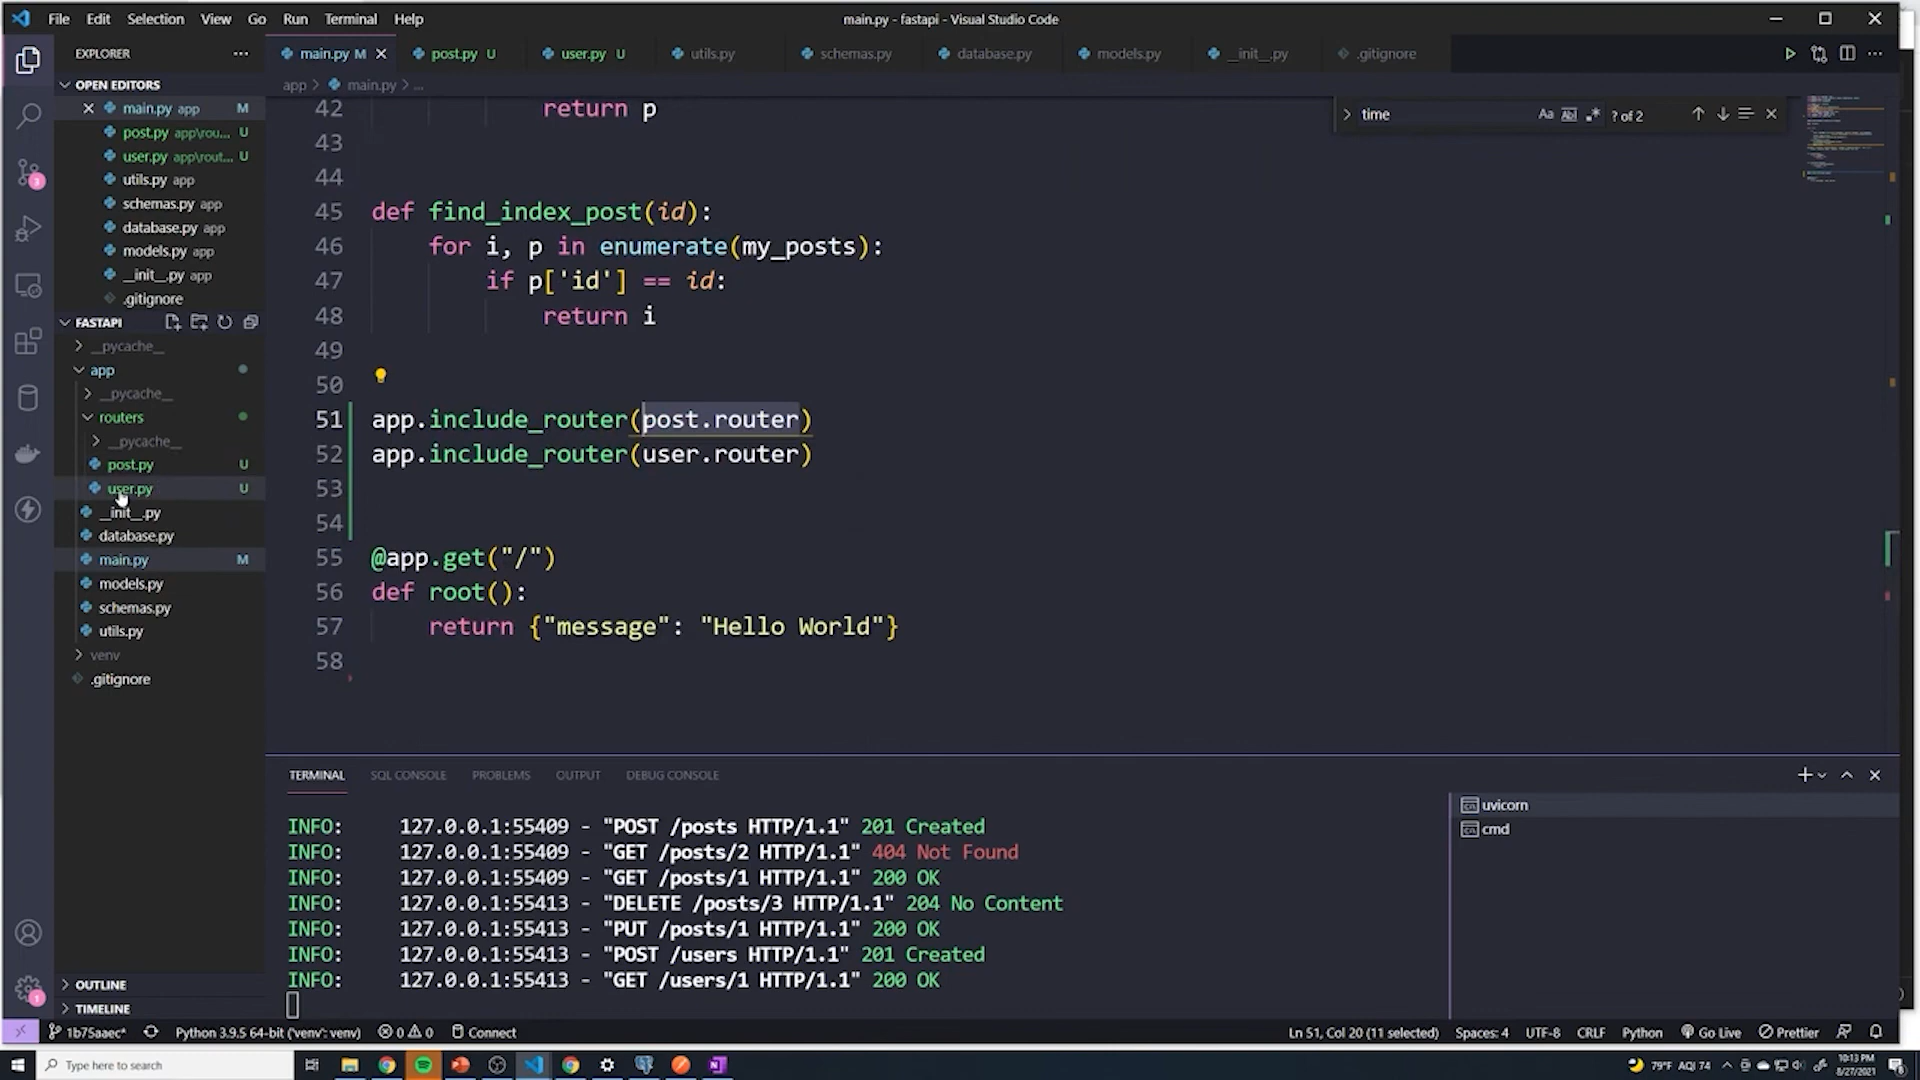 File Edit Selection View Go Run Terminal Help
main.py - fastapi - Visual Studio Code
EXPLORER
main.py M
post.py U
user.py U
utils.py
schemas.py
database.py
models.py
__init__.py
.gitignore
OPEN EDITORS
main.py app M
post.py app\rou... U
user.py app\rout... U
utils.py app
schemas.py app
database.py app
models.py app
__init__.py app
.gitignore
FASTAPI
__pycache__
app
__pycache__
routers
__pycache__
post.py U
user.py U
__init__.py
database.py
main.py M
models.py
schemas.py
utils.py
venv
.gitignore
OUTLINE
TIMELINE
app > main.py > ...
time
Aa Abl .* ? of 2
42 return p
43
44
45 def find_index_post(id):
46 for i, p in enumerate(my_posts):
47 if p['id'] == id:
48 return i
49
50
51 app.include_router(post.router)
52 app.include_router(user.router)
53
54
55 @app.get("/")
56 def root():
57 return {"message": "Hello World"}
58
TERMINAL SQL CONSOLE PROBLEMS OUTPUT DEBUG CONSOLE
INFO: 127.0.0.1:55409 - "POST /posts HTTP/1.1" 201 Created
INFO: 127.0.0.1:55409 - "GET /posts/2 HTTP/1.1" 404 Not Found
INFO: 127.0.0.1:55409 - "GET /posts/1 HTTP/1.1" 200 OK
INFO: 127.0.0.1:55413 - "DELETE /posts/3 HTTP/1.1" 204 No Content
INFO: 127.0.0.1:55413 - "PUT /posts/1 HTTP/1.1" 200 OK
INFO: 127.0.0.1:55413 - "POST /users HTTP/1.1" 201 Created
INFO: 127.0.0.1:55413 - "GET /users/1 HTTP/1.1" 200 OK
uvicorn
cmd
3
1
1b75aaec* Python 3.9.5 64-bit ('venv': venv) 0 0 Connect
Ln 51, Col 20 (11 selected) Spaces: 4 UTF-8 CRLF Python Go Live Prettier
Type here to search
79°F AQI 74
10:13 PM
8/27/2021